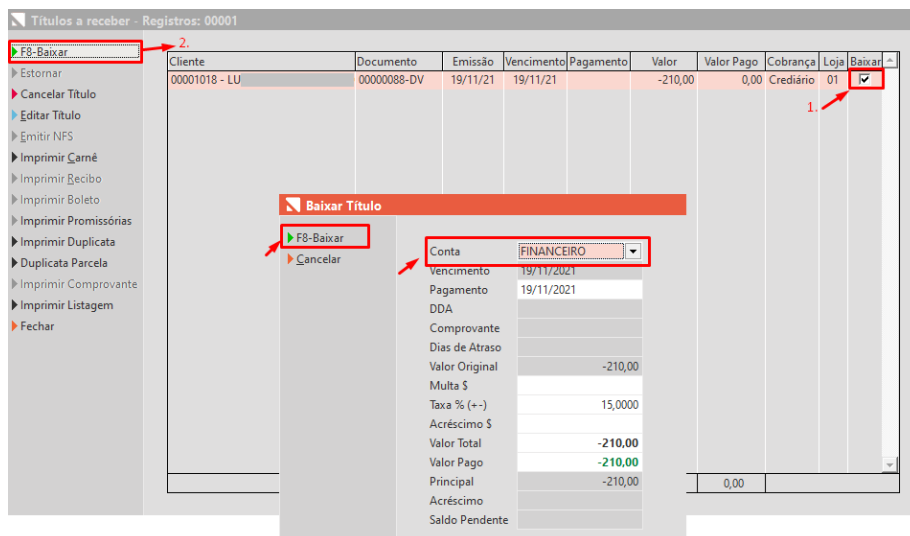 Títulos a receber - Registros: 00001
F8-Baixar
2.
Estornar
Cancelar Título
Editar Título
Emitir NFS
Imprimir Carnê
Imprimir Recibo
Imprimir Boleto
Imprimir Promissórias
Imprimir Duplicata
Duplicata Parcela
Imprimir Comprovante
Imprimir Listagem
Fechar
Cliente Documento Emissão Vencimento Pagamento Valor Valor Pago Cobrança Loja Baixar
00001018 - LU 00000088-DV 19/11/21 19/11/21 -210,00 0,00 Crediário 01
1.
0,00
Baixar Título
F8-Baixar
Cancelar
Conta FINANCEIRO
Vencimento 19/11/2021
Pagamento 19/11/2021
DDA
Comprovante
Dias de Atraso
Valor Original -210,00
Multa $
Taxa % (+-) 15,0000
Acréscimo $
Valor Total -210,00
Valor Pago -210,00
Principal -210,00
Acréscimo
Saldo Pendente